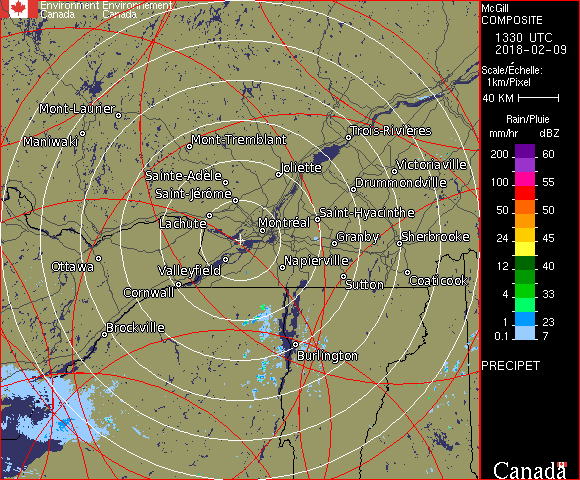 Environment Environnement
Canada Canada
McGill
COMPOSITE
1330 UTC
2018-02-09
Scale/Échelle:
1km/Pixel
40 KM
Rain/Pluie
mm/hr dBZ
200 60
150 57
100 55
50 50
24 45
12 40
4 33
1 23
0.1 7
PRECIPET
Canada
Mont-Laurier
Maniwaki
Mont-Tremblant
Trois-Rivières
Sainte-Adèle
Joliette
Victoriaville
Saint-Jérôme
Drummondville
Lachute
Montréal
Saint-Hyacinthe
Granby
Sherbrooke
Ottawa
Valleyfield
Napierville
Cornwall
Sutton
Coaticook
Brockville
Burlington